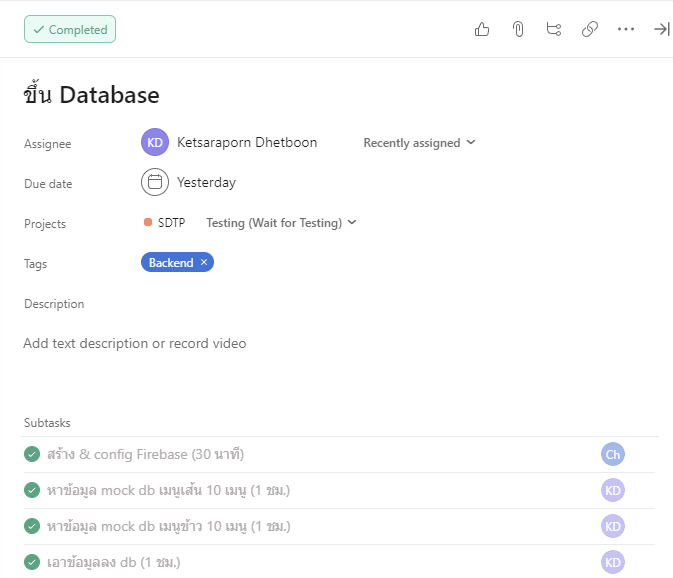 Completed
ขึ้น Database
Assignee KD Ketsaraporn Dhetboon Recently assigned
Due date Yesterday
Projects SDTP Testing (Wait for Testing)
Tags Backend ×
Description
Add text description or record video
Subtasks
สร้าง & config Firebase (30 นาที) Ch
หาข้อมูล mock db เมนูเส้น 10 เมนู (1 ชม.) KD
หาข้อมูล mock db เมนูข้าว 10 เมนู (1 ชม.) KD
เอาข้อมูลลง db (1 ชม.) KD